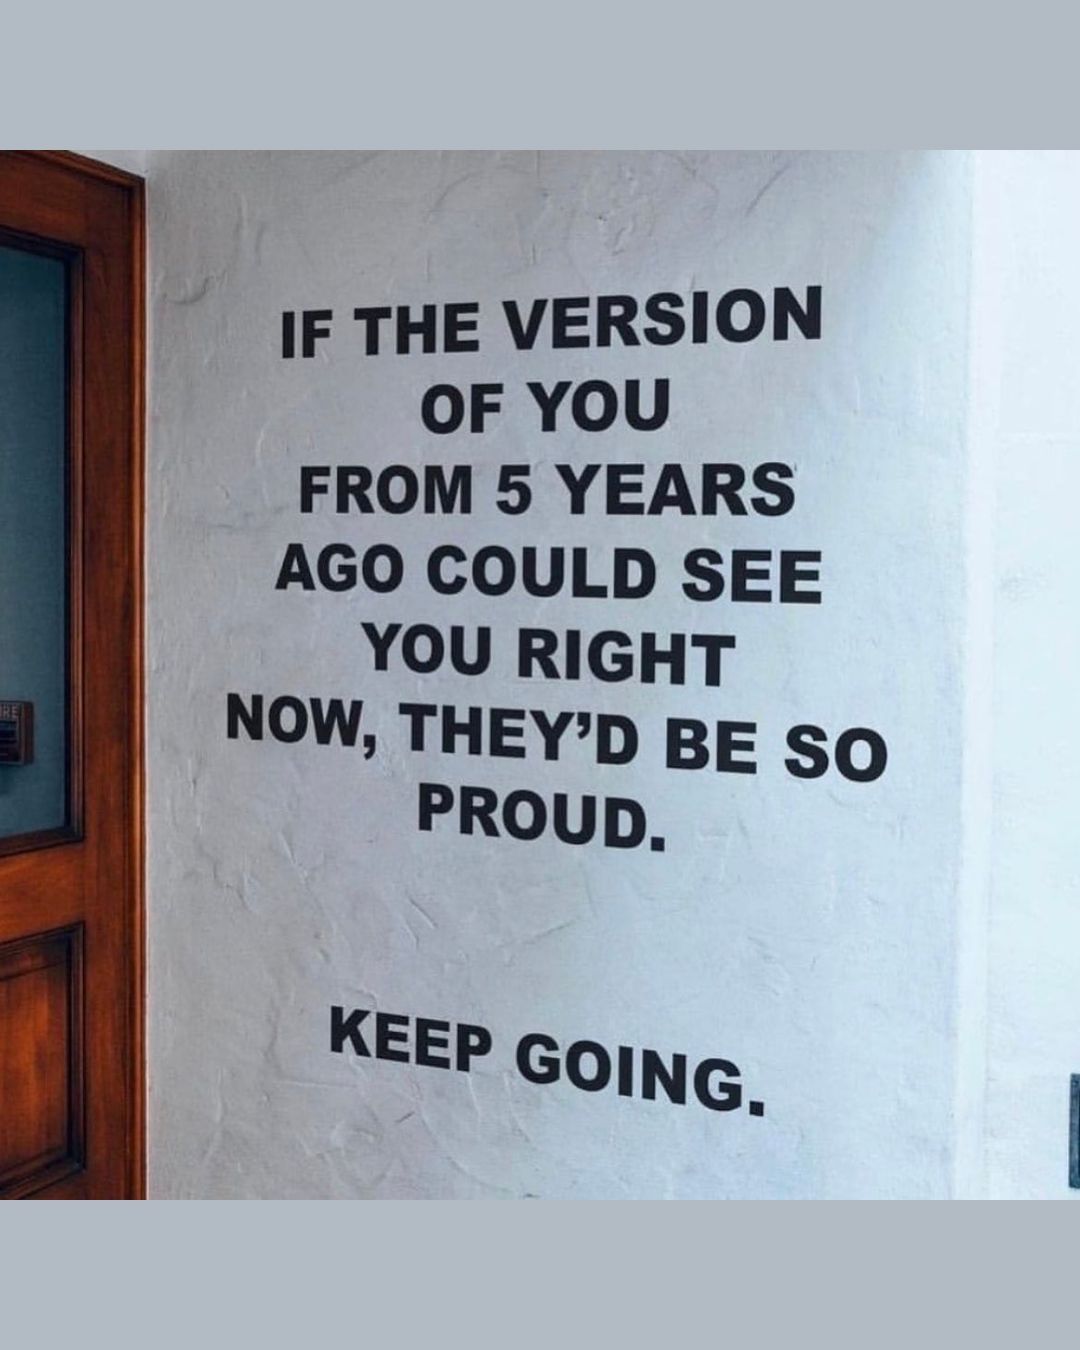 IF THE VERSION
OF YOU
FROM 5 YEARS
AGO COULD SEE
YOU RIGHT
NOW, THEY’D BE SO
PROUD.
KEEP GOING.